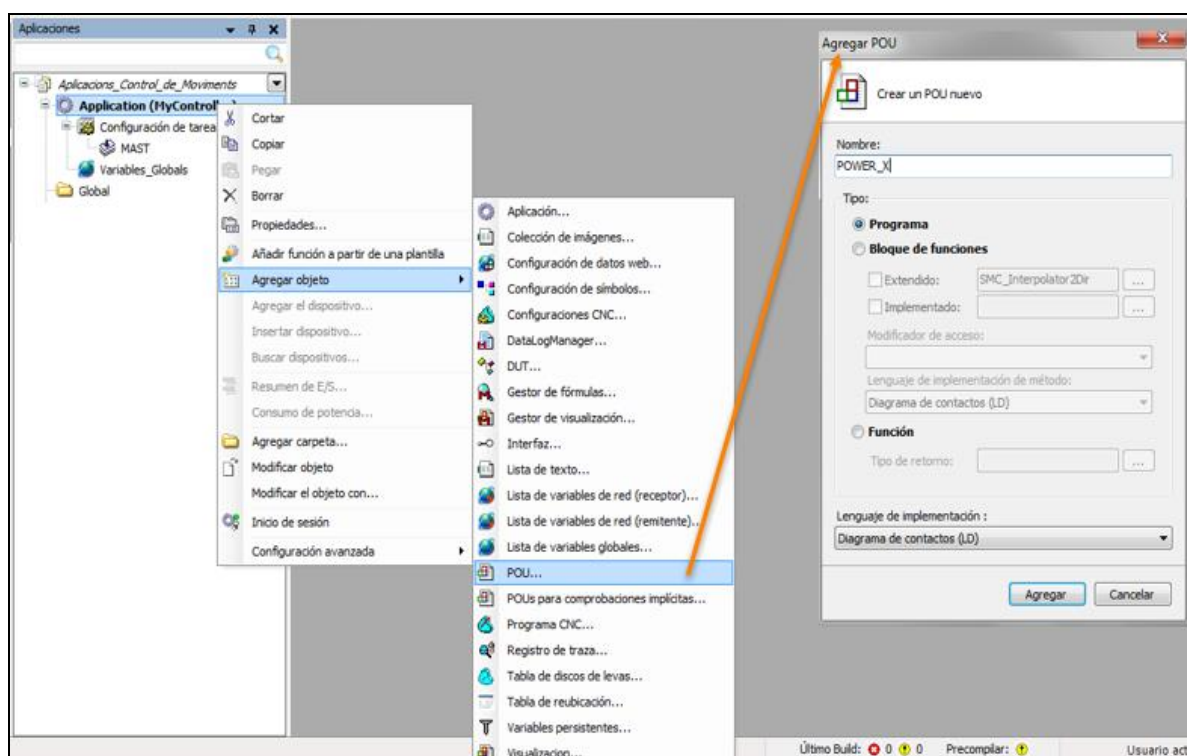 Aplicaciones
Aplicacions_Control_de_Moviments
Application (MyControl
Configuración de tarea
MAST
Variables_Globals
Global
Cortar
Copiar
Pegar
Borrar
Propiedades...
Añadir función a partir de una plantilla
Agregar objeto
Agregar el dispositivo...
Insertar dispositivo...
Buscar dispositivos...
Resumen de E/S...
Consumo de potencia...
Agregar carpeta...
Modificar objeto
Modificar el objeto con...
Inicio de sesión
Configuración avanzada
Aplicación...
Colección de imágenes...
Configuración de datos web...
Configuración de símbolos...
Configuraciones CNC...
DataLogManager...
DUT...
Gestor de fórmulas...
Gestor de visualización...
Interfaz...
Lista de texto...
Lista de variables de red (receptor)...
Lista de variables de red (remitente)...
Lista de variables globales...
POU...
POUs para comprobaciones implícitas...
Programa CNC...
Registro de traza...
Tabla de discos de levas...
Tabla de reubicación...
Variables persistentes...
Visualizacion...
Agregar POU
Crear un POU nuevo
Nombre:
POWER_X
Tipo:
Programa
Bloque de funciones
Extendido:
SMC_Interpolator2Dir
...
Implementado:
...
Modificador de acceso:
Lenguaje de implementación de método:
Diagrama de contactos (LD)
Función
Tipo de retorno:
...
Lenguaje de implementación :
Diagrama de contactos (LD)
Agregar
Cancelar
Último Build: 0 0 Precompilar:
Usuario act